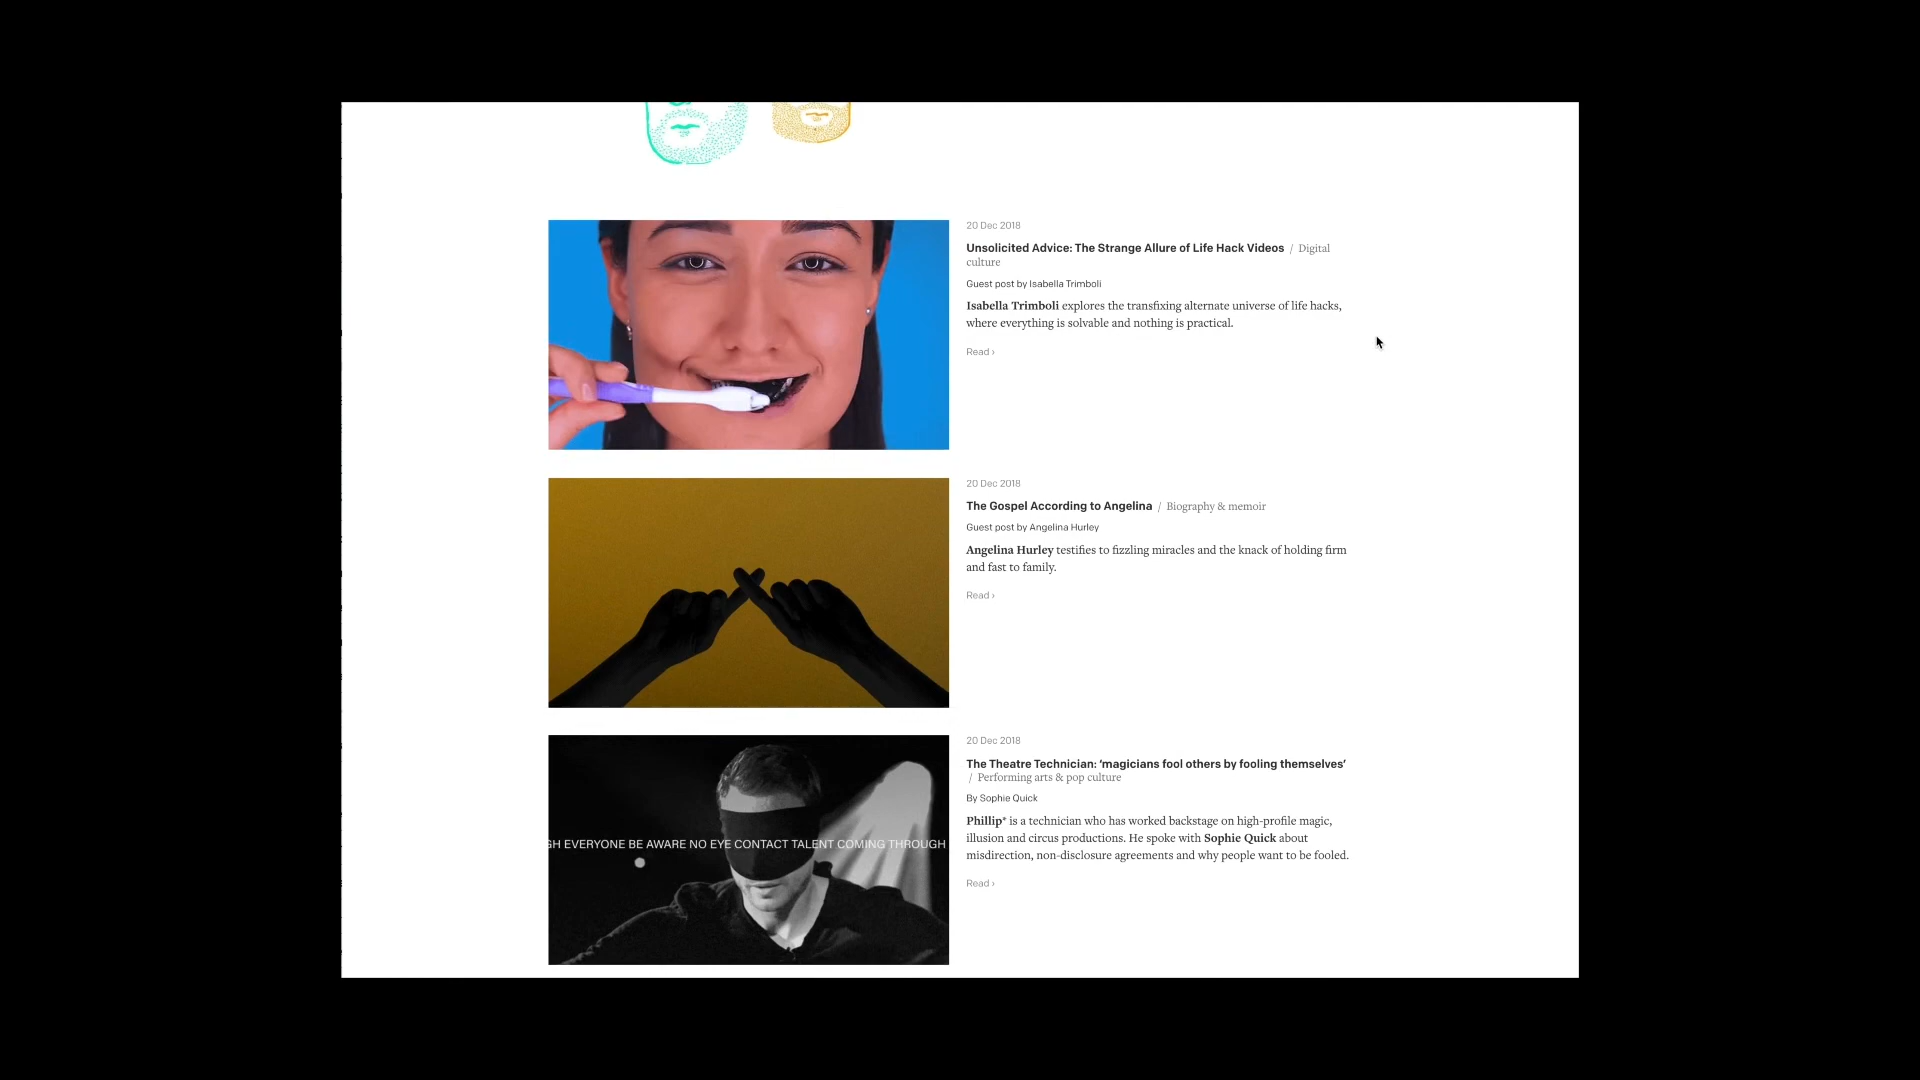 20 Dec 2018
Unsolicited Advice: The Strange Allure of Life Hack Videos / Digital
culture
Guest post by Isabella Trimboli
Isabella Trimboli explores the transfixing alternate universe of life hacks,
where everything is solvable and nothing is practical.
Read ›
20 Dec 2018
The Gospel According to Angelina / Biography & memoir
Guest post by Angelina Hurley
Angelina Hurley testifies to fizzling miracles and the knack of holding firm
and fast to family.
Read ›
GH EVERYONE BE AWARE NO EYE CONTACT TALENT COMING THROUGH
20 Dec 2018
The Theatre Technician: ‘magicians fool others by fooling themselves’
/ Performing arts & pop culture
By Sophie Quick
Phillip* is a technician who has worked backstage on high-profile magic,
illusion and circus productions. He spoke with Sophie Quick about
misdirection, non-disclosure agreements and why people want to be fooled.
Read ›